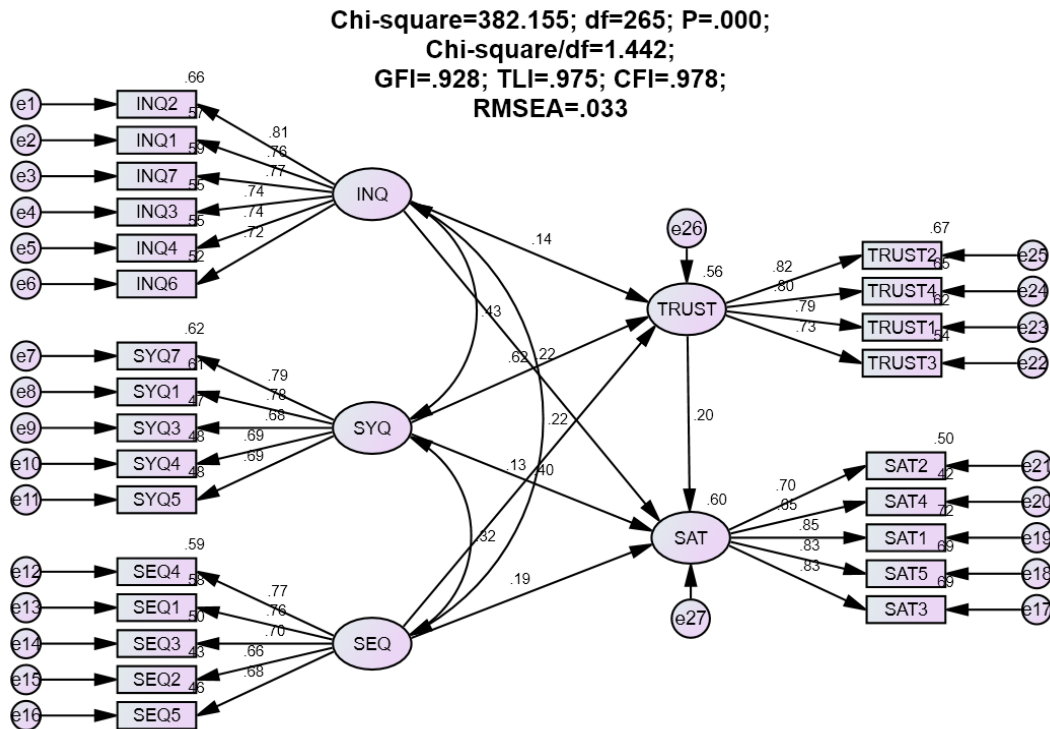 Chi-square=382.155; df=265; P=.000;
Chi-square/df=1.442;
GFI=.928; TLI=.975; CFI=.978;
RMSEA=.033
.66
e1 INQ2
.57
.81
e2 INQ1
.59
.76
e3 INQ7
.55
.77
e4 INQ3
.55
.74
e5 INQ4
.52
.74
e6 INQ6
.72
INQ
.62
e7 SYQ7
.61
.79
e8 SYQ1
.47
.78
e9 SYQ3
.48
.68
e10 SYQ4
.48
.69
e11 SYQ5
.69
SYQ
.59
e12 SEQ4
.58
.77
e13 SEQ1
.50
.76
e14 SEQ3
.43
.70
e15 SEQ2
.46
.66
e16 SEQ5
.68
SEQ
.14
.43
.62 .22
.22
.13 .40
.32
.19
e26
.56
TRUST
.20
.60
SAT
e27
.67
.82 TRUST2 e25
.65
.80 TRUST4 e24
.62
.79 TRUST1 e23
.54
.73 TRUST3 e22
.50
.70 SAT2 e21
.42
.65 SAT4 e20
.72
.85 SAT1 e19
.69
.83 SAT5 e18
.69
.83 SAT3 e17